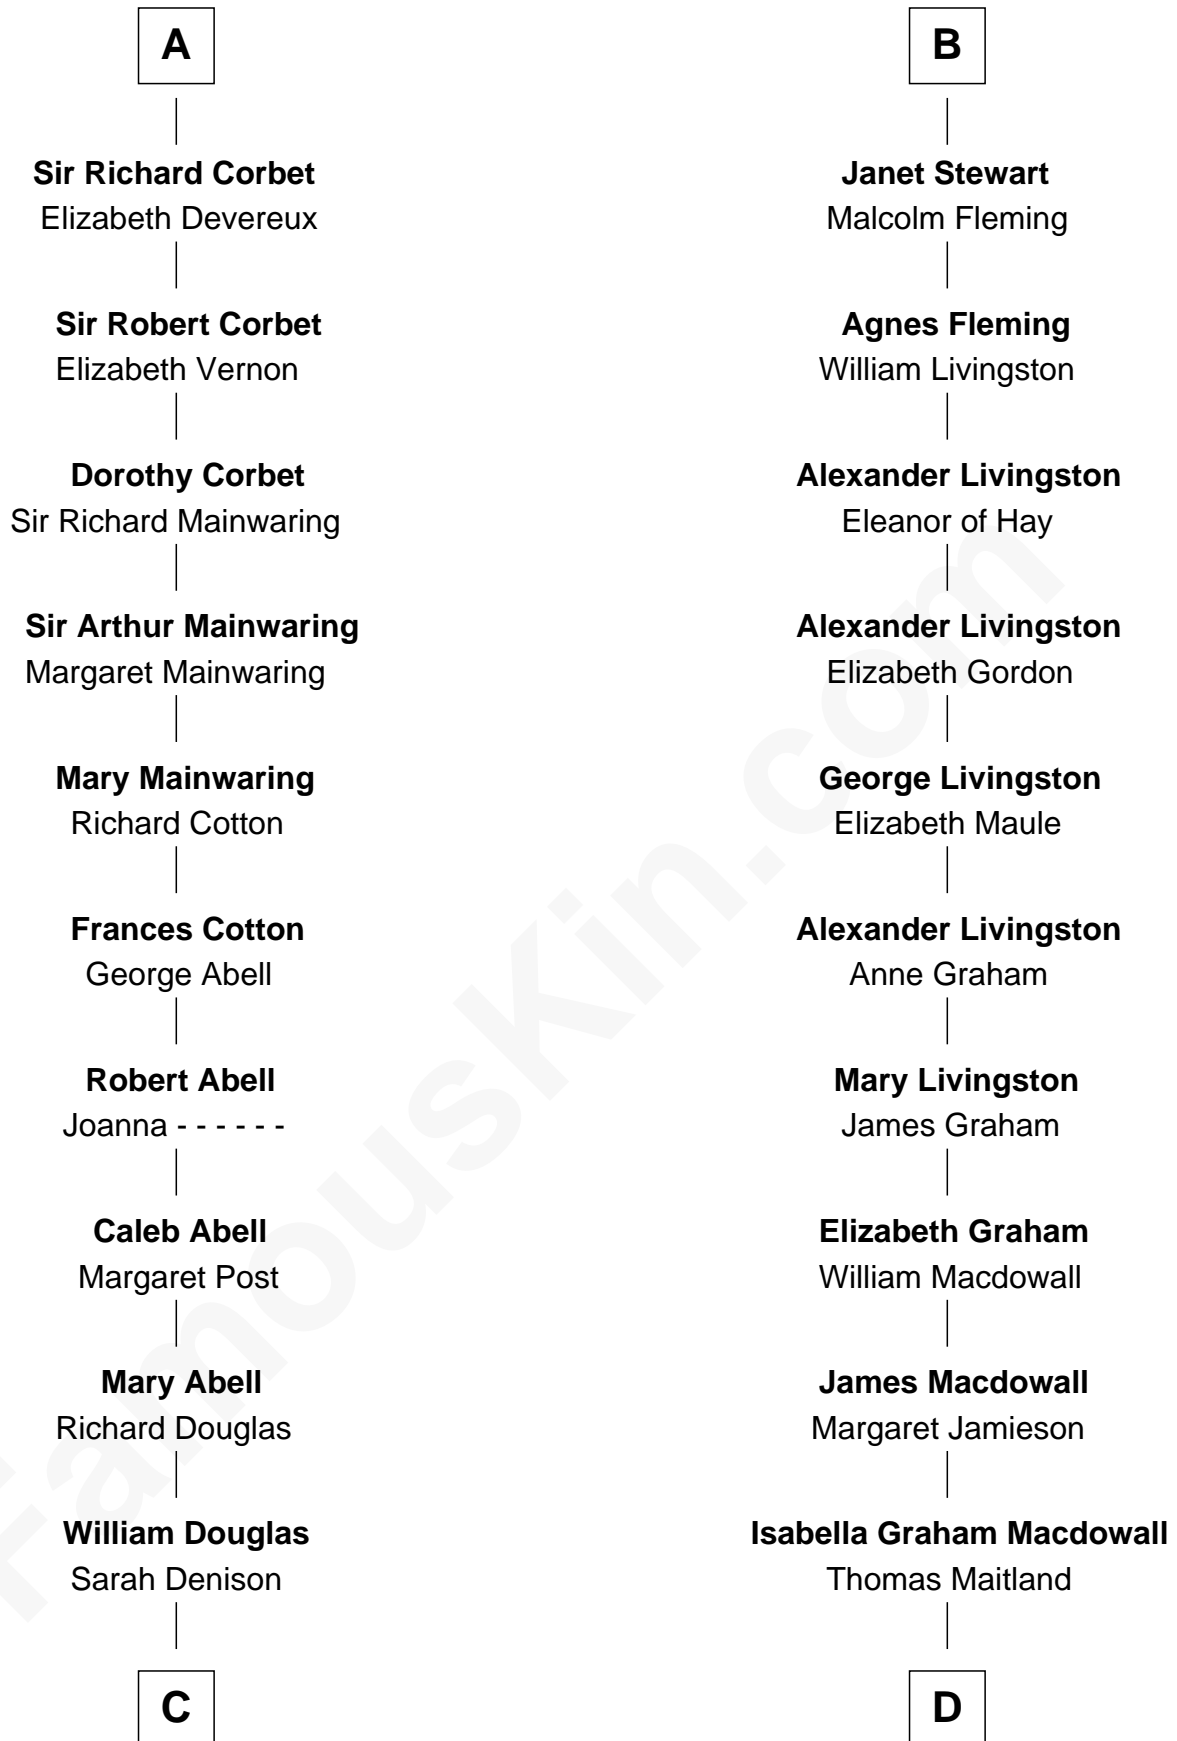 A
Sir Richard Corbet
Elizabeth Devereux
Sir Robert Corbet
Elizabeth Vernon
Dorothy Corbet
Sir Richard Mainwaring
Sir Arthur Mainwaring
Margaret Mainwaring
Mary Mainwaring
Richard Cotton
Frances Cotton
George Abell
Robert Abell
Joanna - - - - - -
Caleb Abell
Margaret Post
Mary Abell
Richard Douglas
William Douglas
Sarah Denison
C
B
Janet Stewart
Malcolm Fleming
Agnes Fleming
William Livingston
Alexander Livingston
Eleanor of Hay
Alexander Livingston
Elizabeth Gordon
George Livingston
Elizabeth Maule
Alexander Livingston
Anne Graham
Mary Livingston
James Graham
Elizabeth Graham
William Macdowall
James Macdowall
Margaret Jamieson
Isabella Graham Macdowall
Thomas Maitland
D
FamousKin.com